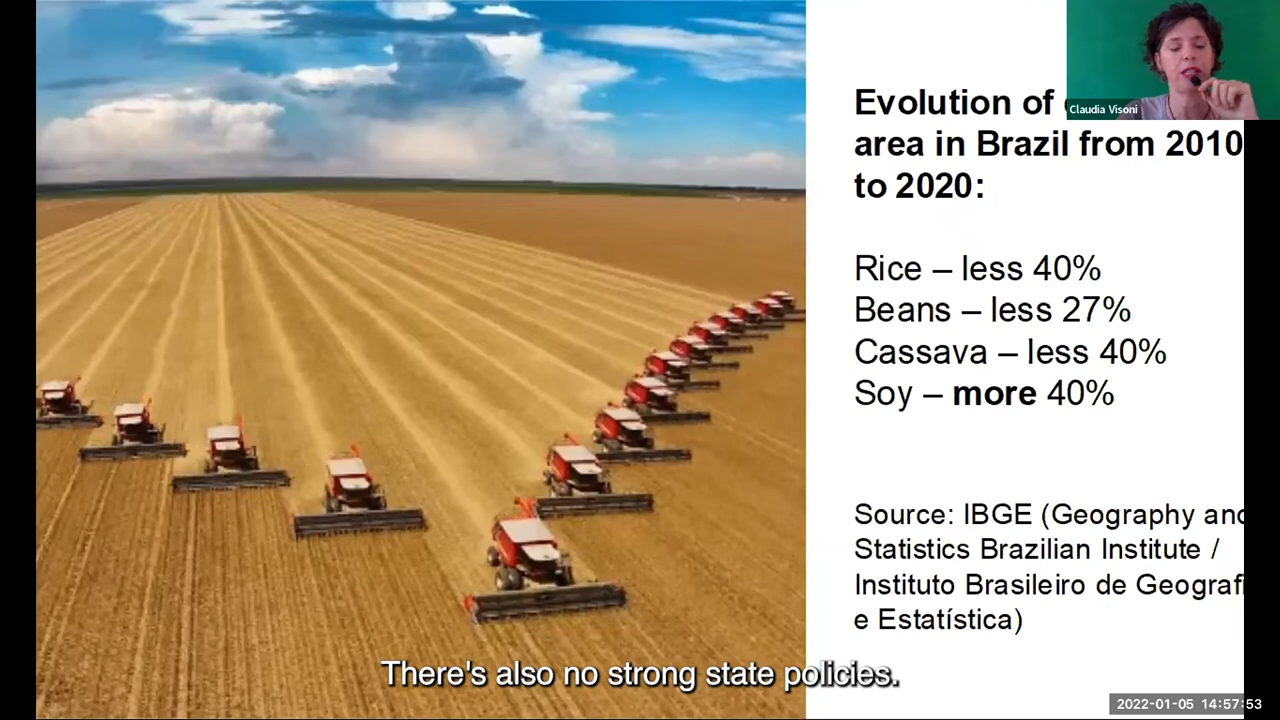 Claudia Visoni
Evolution of
area in Brazil from 2010
to 2020:
Rice – less 40%
Beans – less 27%
Cassava – less 40%
Soy – more 40%
Source: IBGE (Geography and
Statistics Brazilian Institute /
Instituto Brasileiro de
e Estatística)
There's also no strong state policies.
2022-01-05 14:57:53